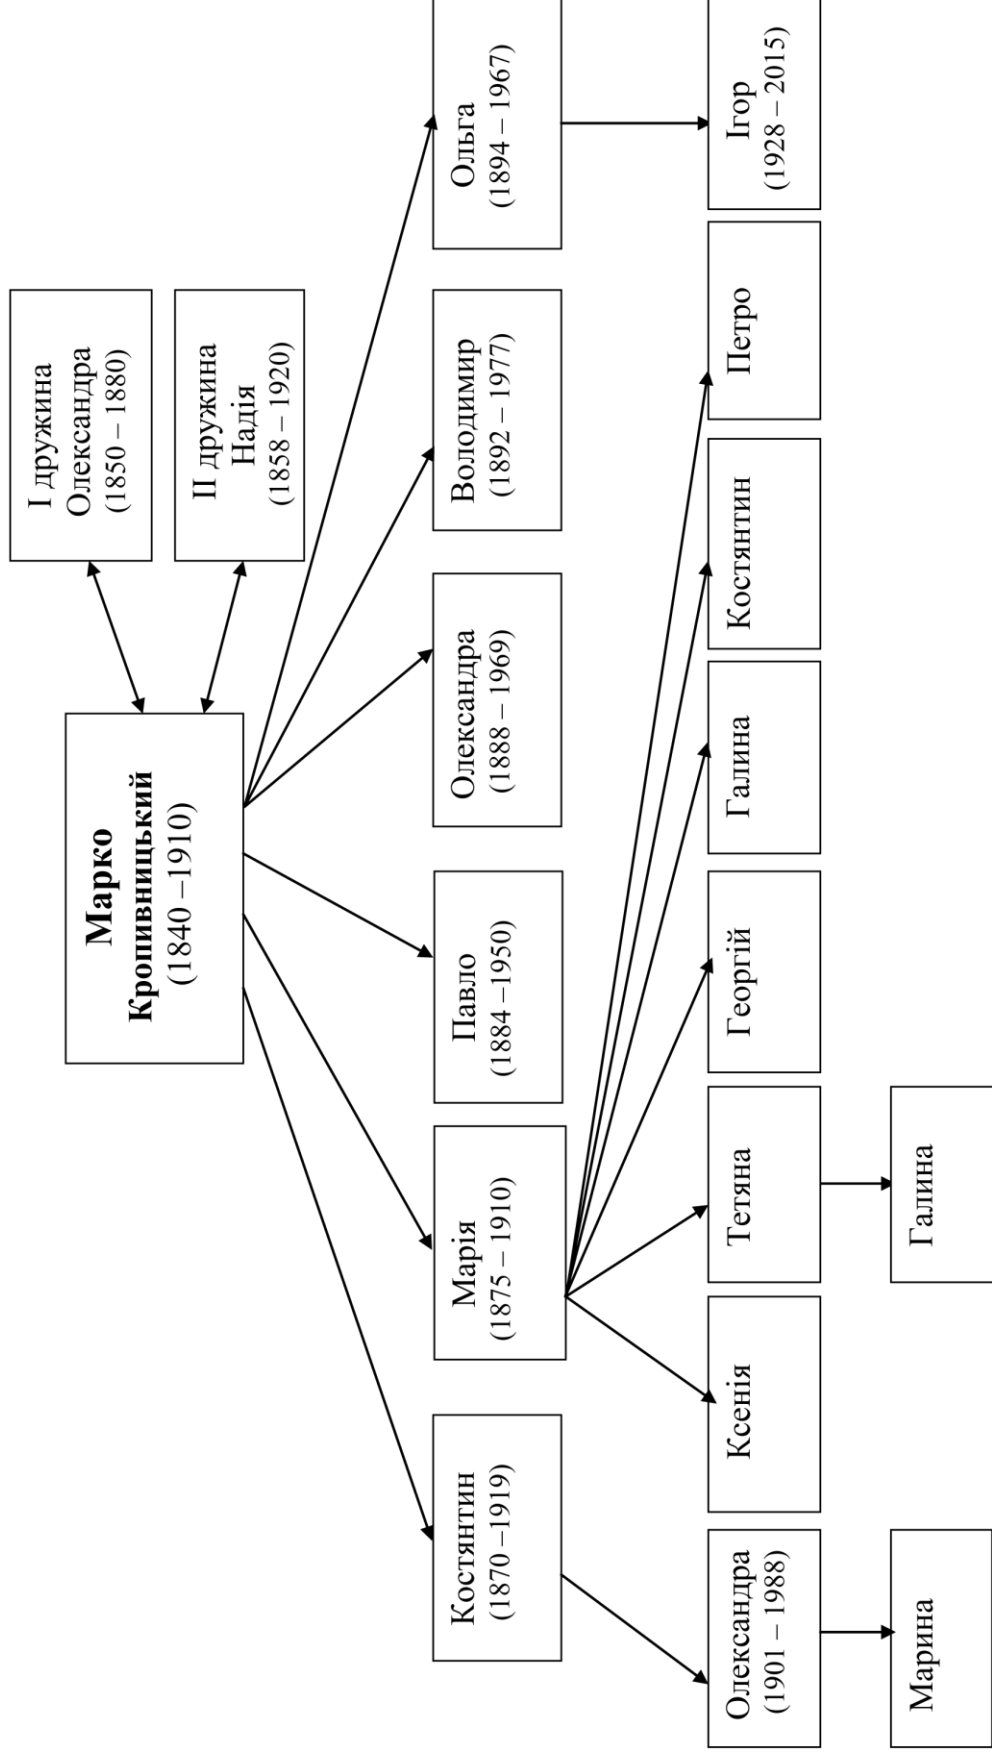 Марко
Кропивницький
(1840 –1910)
І дружина
Олександра
(1850 – 1880)
ІІ дружина
Надія
(1858 – 1920)
Костянтин
(1870 –1919)
Марія
(1875 – 1910)
Павло
(1884 –1950)
Олександра
(1888 – 1969)
Володимир
(1892 – 1977)
Ольга
(1894 – 1967)
Олександра
(1901 – 1988)
Ксенія
Тетяна
Георгій
Галина
Костянтин
Петро
Ігор
(1928 – 2015)
Марина
Галина